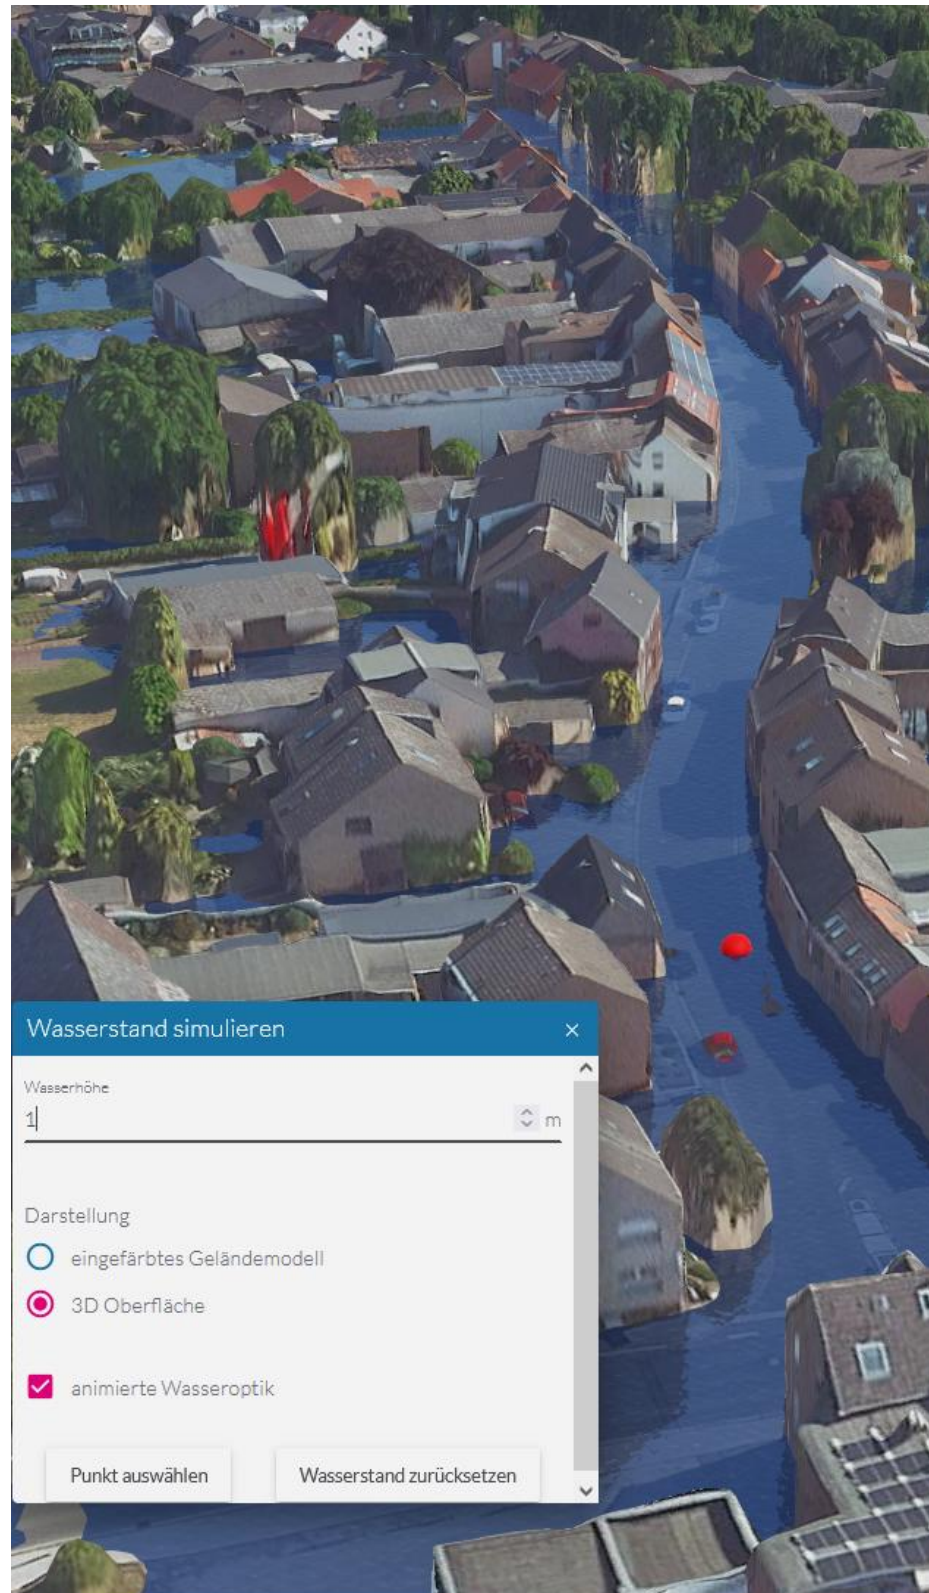 Wasserstand simulieren
Wasserhöhe
1
m
Darstellung
eingefärbtes Geländemodell
3D Oberfläche
animierte Wasseroptik
Punkt auswählen
Wasserstand zurücksetzen